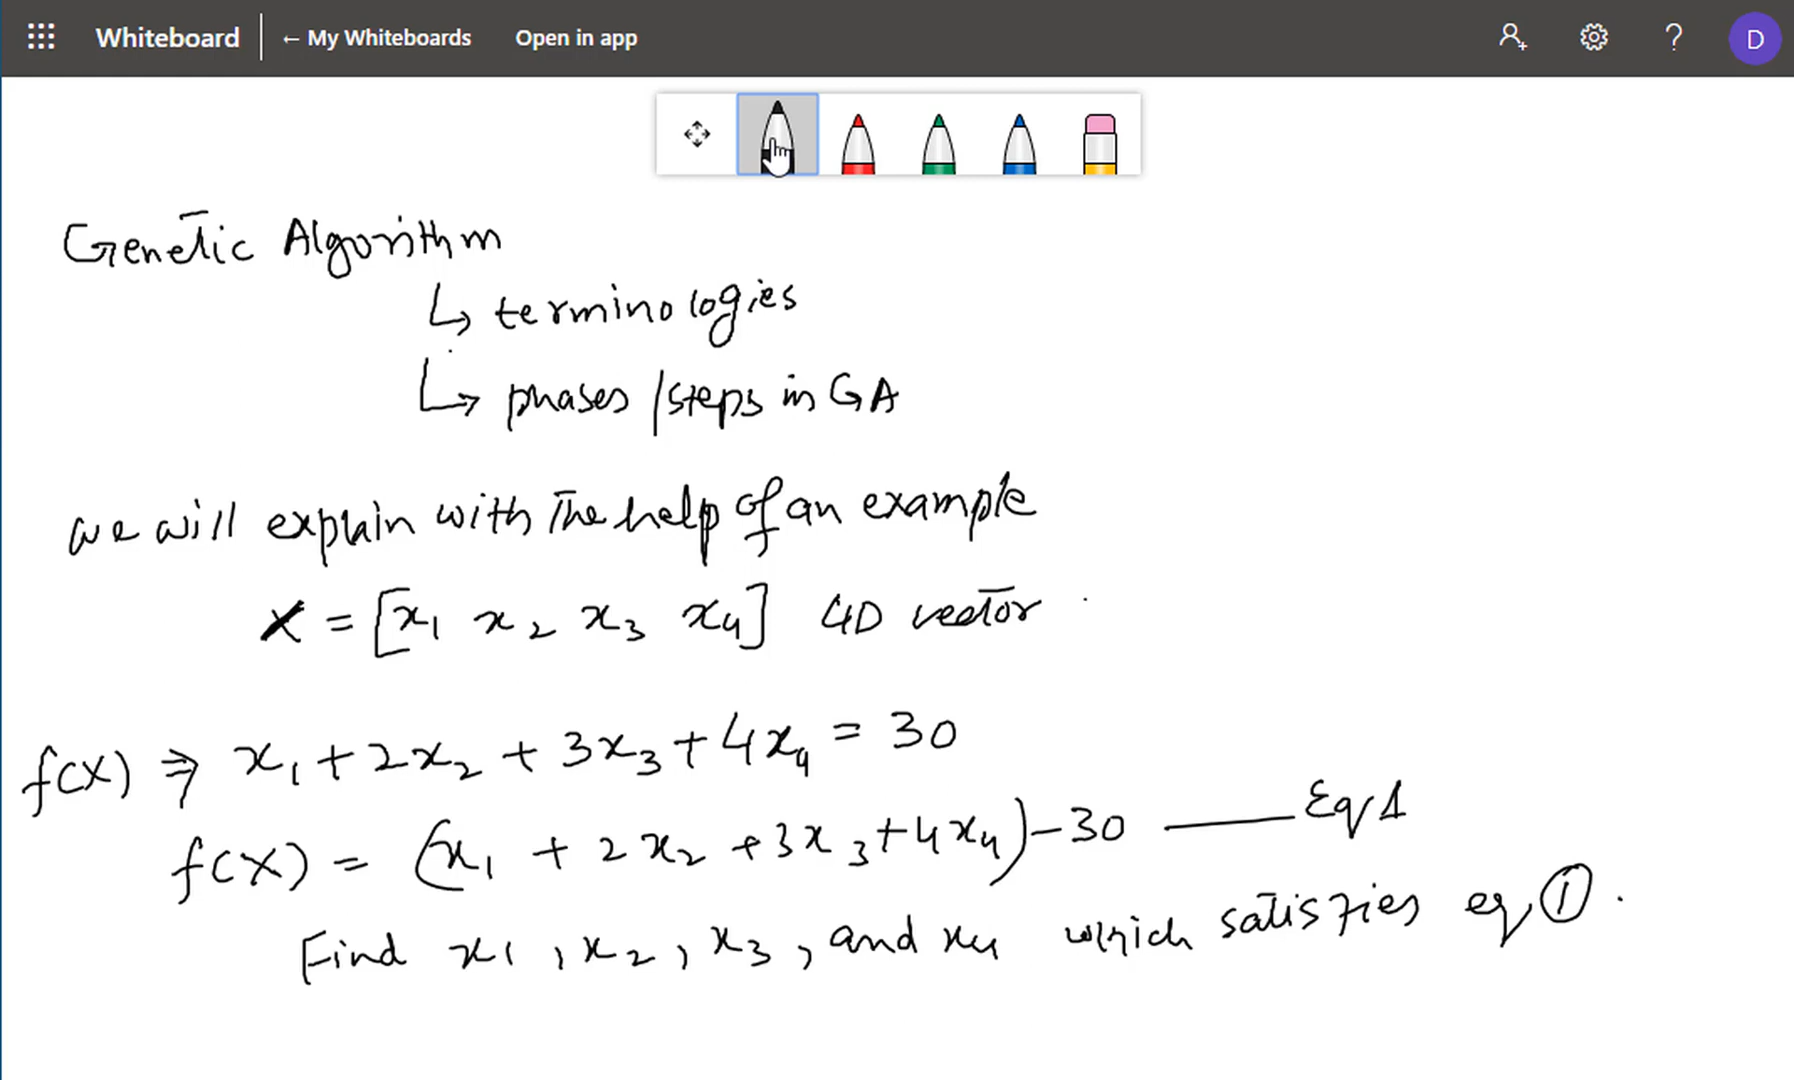 Whiteboard ← My Whiteboards Open in app ? D
Genetic Algorithm
↳ terminologies
↳ phases /steps in GA
we will explain with the help of an example
X = [x₁ x₂ x₃ x₄] 4D vector
f(X) ⇒ x₁ + 2x₂ + 3x₃ + 4x₄ = 30
f(X) = (x₁ + 2x₂ + 3x₃ + 4x₄) - 30 —— Eq 1
Find x₁, x₂, x₃, and x₄ which satisfies eq ①.